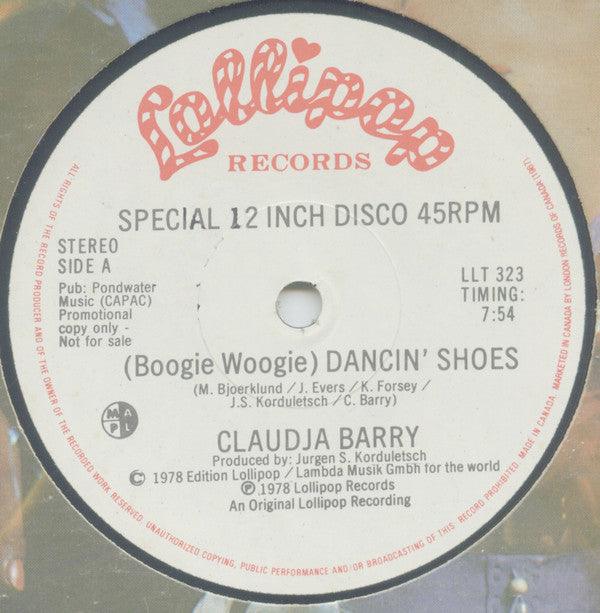 Lollipop
RECORDS
SPECIAL 12 INCH DISCO 45RPM
STEREO
SIDE A
Pub: Pondwater
Music (CAPAC)
Promotional
copy only -
Not for sale
LLT 323
TIMING:
7:54
(Boogie Woogie) DANCIN' SHOES
(M. Bjoerklund / J. Evers / K. Forsey /
J.S. Korduletsch / C. Barry)
M A
P L
CLAUDJA BARRY
Produced by: Jurgen S. Korduletsch
© 1978 Edition Lollipop / Lambda Musik Gmbh for the world
℗ 1978 Lollipop Records
An Original Lollipop Recording
ALL RIGHTS OF THE RECORD PRODUCER AND OF THE OWNER OF THE RECORDED WORK RESERVED. UNAUTHORIZED COPYING, PUBLIC PERFORMANCE AND/OR BROADCASTING OF THIS RECORD PROHIBITED. MADE IN CANADA. MARKETED IN CANADA BY LONDON RECORDS OF CANADA (1967)